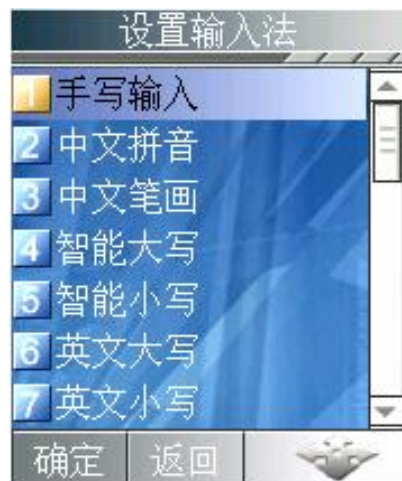 设置输入法
1 手写输入
2 中文拼音
3 中文笔画
4 智能大写
5 智能小写
6 英文大写
7 英文小写
确定 返回